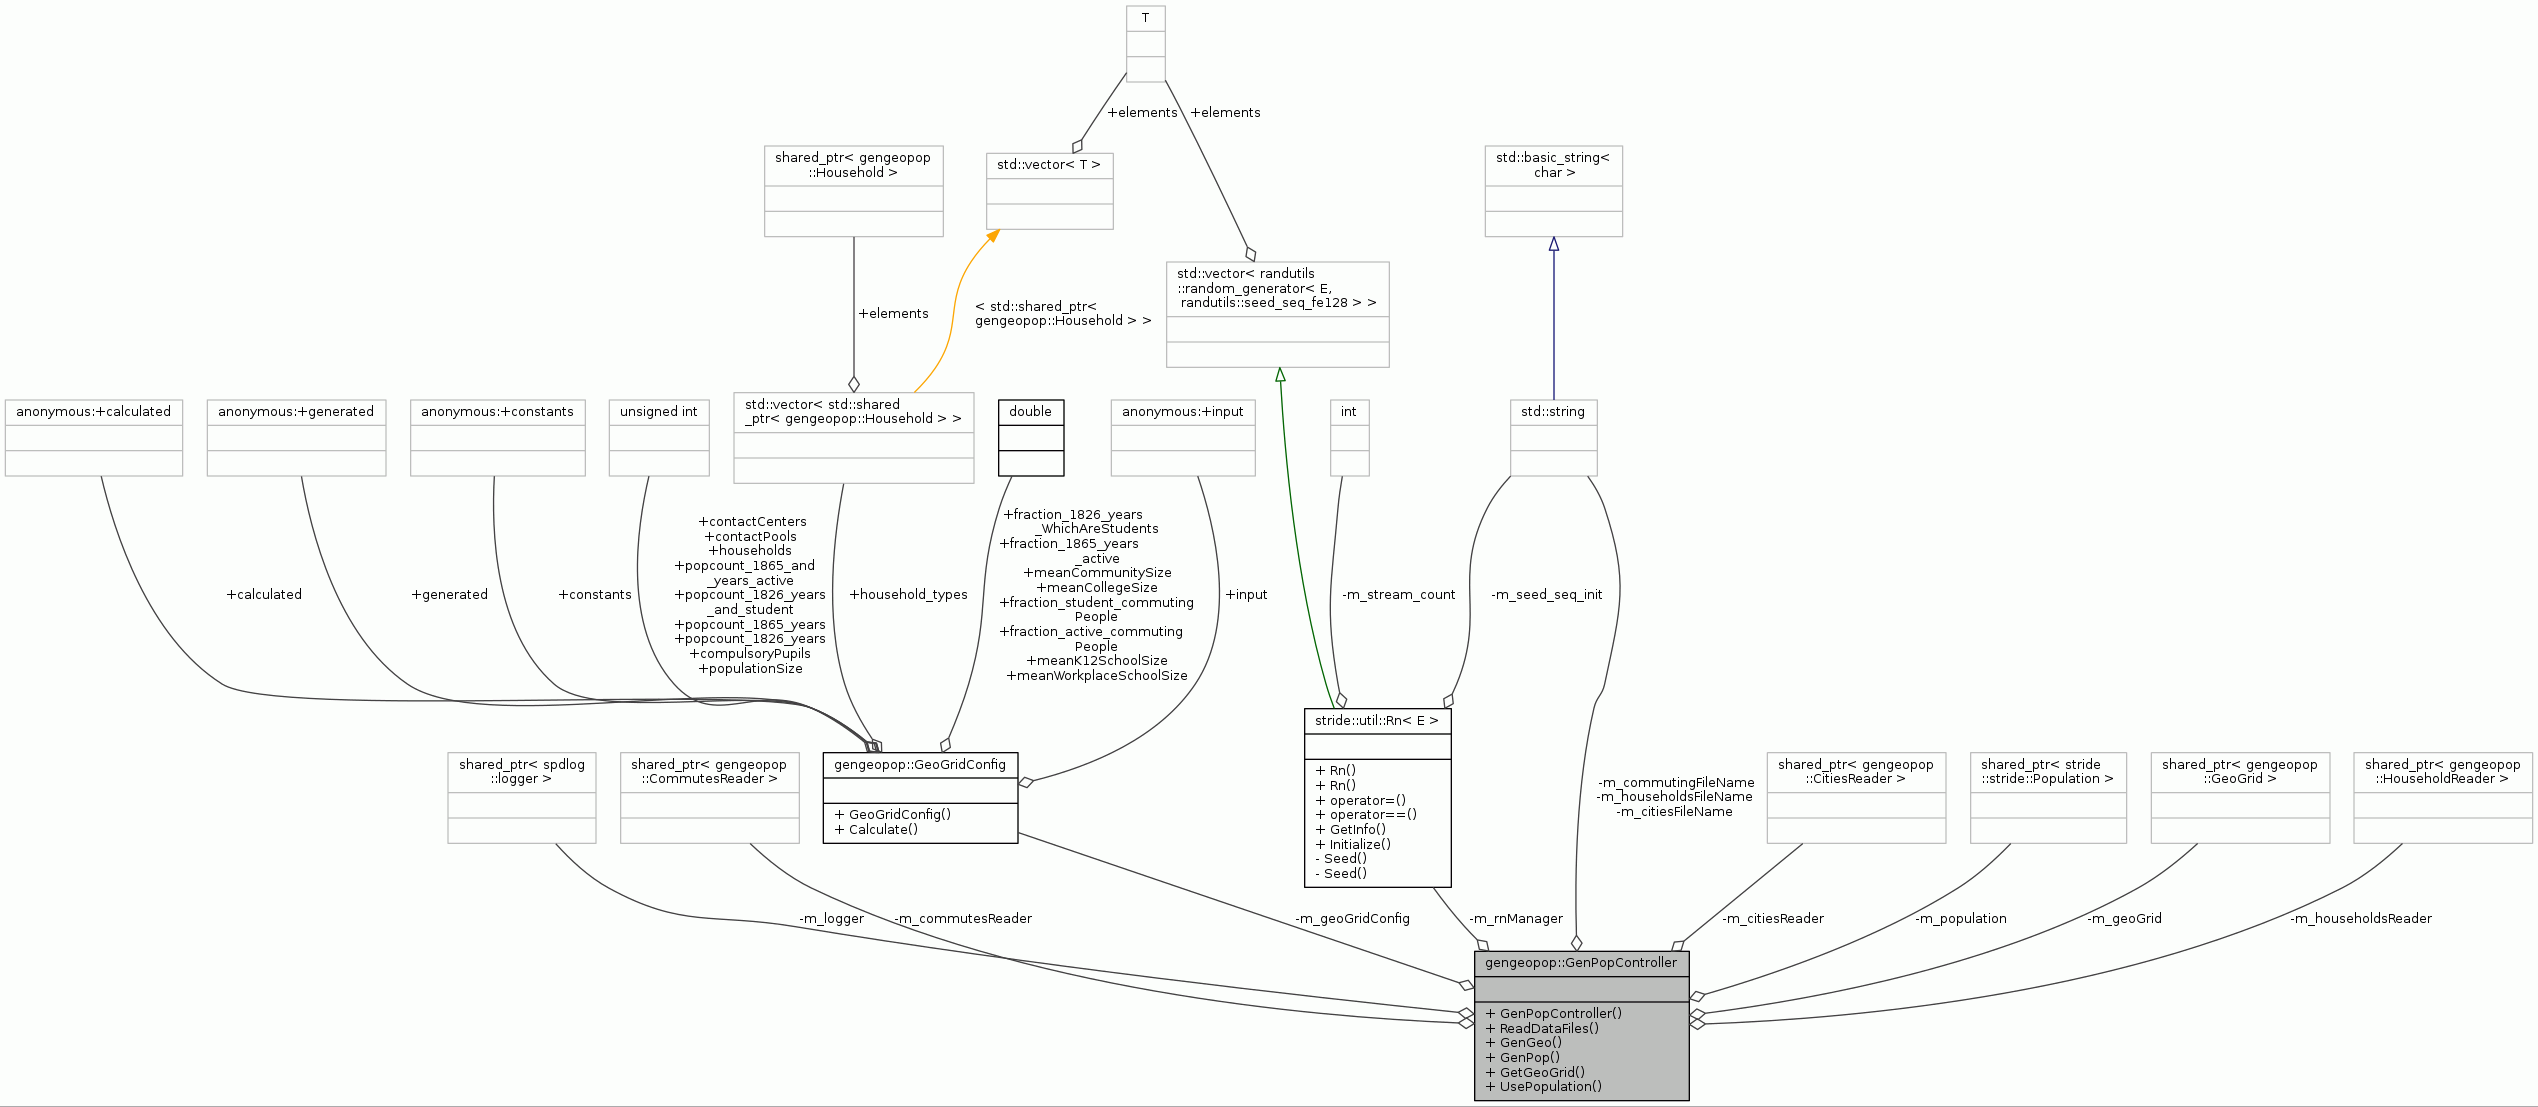 T
+elements
+elements
shared_ptr< gengeopop
::Household >
std::vector< T >
std::basic_string<
char >
std::vector< randutils
::random_generator< E,
randutils::seed_seq_fe128 > >
+elements
< std::shared_ptr<
gengeopop::Household > >
anonymous:+calculated
anonymous:+generated
anonymous:+constants
unsigned int
std::vector< std::shared
_ptr< gengeopop::Household > >
double
anonymous:+input
int
std::string
+calculated
+generated
+constants
+contactCenters
+contactPools
+households
+popcount_1865_and
_years_active
+popcount_1826_years
_and_student
+popcount_1865_years
+popcount_1826_years
+compulsoryPupils
+populationSize
+household_types
+fraction_1826_years
_WhichAreStudents
+fraction_1865_years
_active
+meanCommunitySize
+meanCollegeSize
+fraction_student_commuting
People
+fraction_active_commuting
People
+meanK12SchoolSize
+meanWorkplaceSchoolSize
+input
-m_stream_count
-m_seed_seq_init
shared_ptr< spdlog
::logger >
shared_ptr< gengeopop
::CommutesReader >
gengeopop::GeoGridConfig
+ GeoGridConfig()
+ Calculate()
stride::util::Rn< E >
+ Rn()
+ Rn()
+ operator=()
+ operator==()
+ GetInfo()
+ Initialize()
- Seed()
- Seed()
-m_commutingFileName
-m_householdsFileName
-m_citiesFileName
shared_ptr< gengeopop
::CitiesReader >
shared_ptr< stride
::stride::Population >
shared_ptr< gengeopop
::GeoGrid >
shared_ptr< gengeopop
::HouseholdReader >
-m_logger
-m_commutesReader
-m_geoGridConfig
-m_rnManager
-m_citiesReader
-m_population
-m_geoGrid
-m_householdsReader
gengeopop::GenPopController
+ GenPopController()
+ ReadDataFiles()
+ GenGeo()
+ GenPop()
+ GetGeoGrid()
+ UsePopulation()